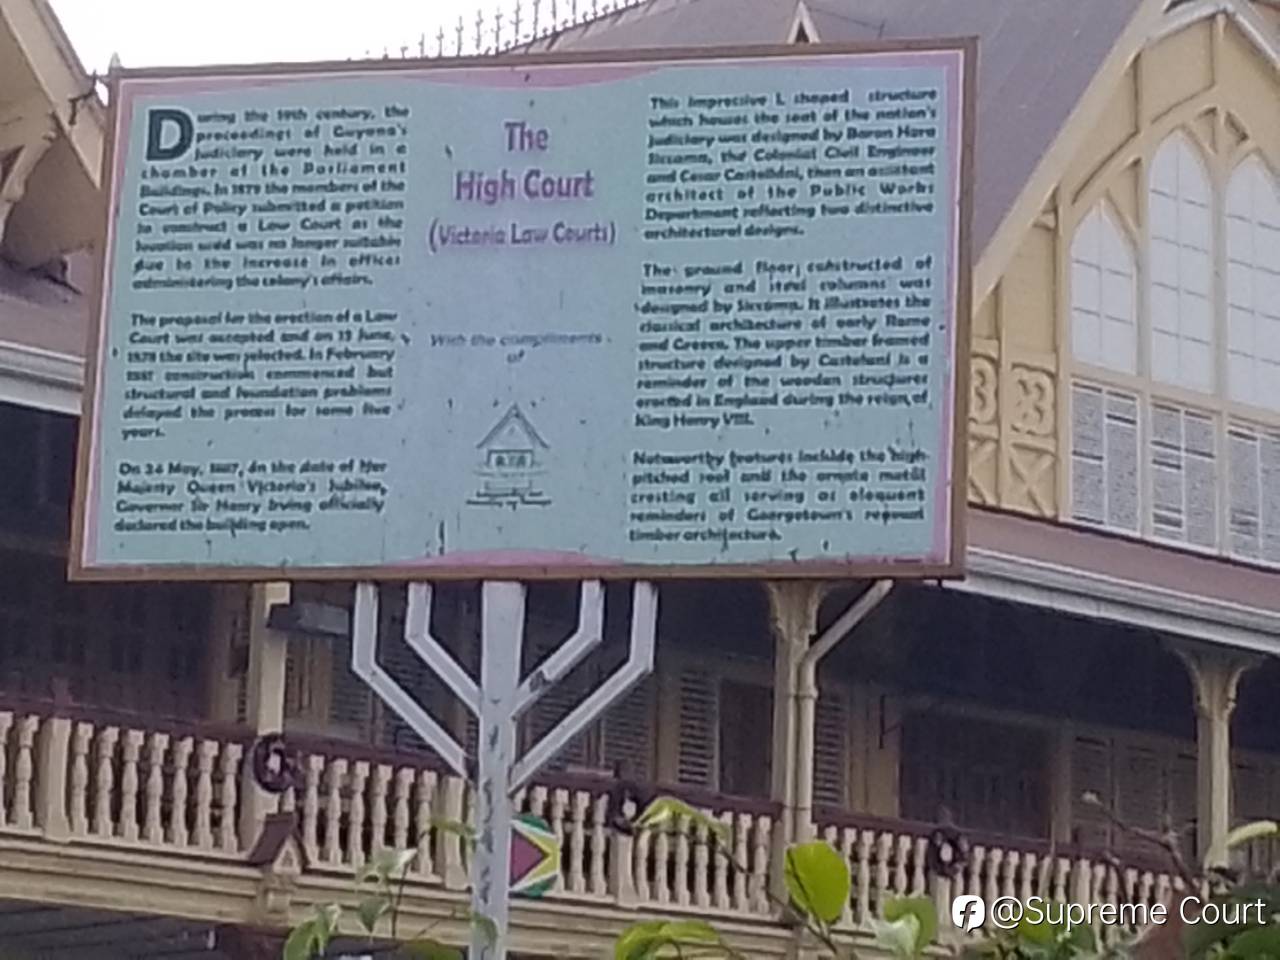 During the 19th century, the
proceedings of Guyana's
Judiciary were held in a
chamber at the Parliament
Buildings. In 1878 the members of the
Court of Policy submitted a petition
to construct a Law Court as the
location used was no longer suitable
due to the increase in offices
administering the colony's affairs.
The proposal for the erection of a Law
Court was accepted and on 13 June,
1878 the site was selected. In February
construction commenced but
structural and foundation problems
delayed the process for some five
years.
On 24 May, 1887, on the date of Her
Majesty Queen Victoria's Jubilee,
Governor Sir Henry Irving officially
declared the building open.
The
High Court
(Victoria Law Courts)
With the compliments
of
This impressive L shaped structure
which houses the seat of the nation's
Judiciary was designed by Baron Hora
Siccama, the Colonial Civil Engineer
and Cesar Castellani, then an assistant
architect of the Public Works
Department reflecting two distinctive
architectural designs.
The ground floor, constructed of
masonry and steel columns was
designed by Siccama. It illustrates the
classical architecture of early Rome
and Greece. The upper timber framed
structure designed by Castellani is a
reminder of the wooden structures
erected in England during the reign of
King Henry VIII.
Noteworthy features include the high-
pitched roof and the ornate metal
cresting all serving as eloquent
reminders of Georgetown's
timber architecture.
@Supreme Court